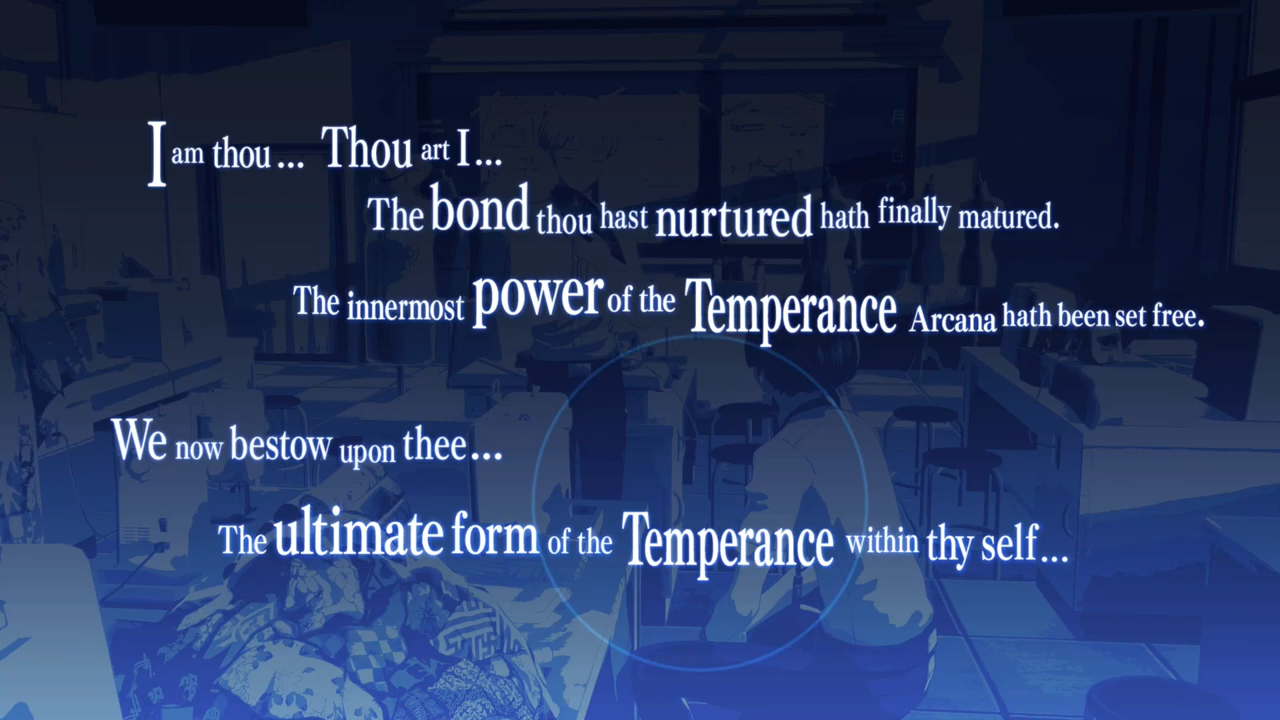 I am thou... Thou art I...
The bond thou hast nurtured hath finally matured.
The innermost power of the Temperance Arcana hath been set free.
We now bestow upon thee...
The ultimate form of the Temperance within thy self...